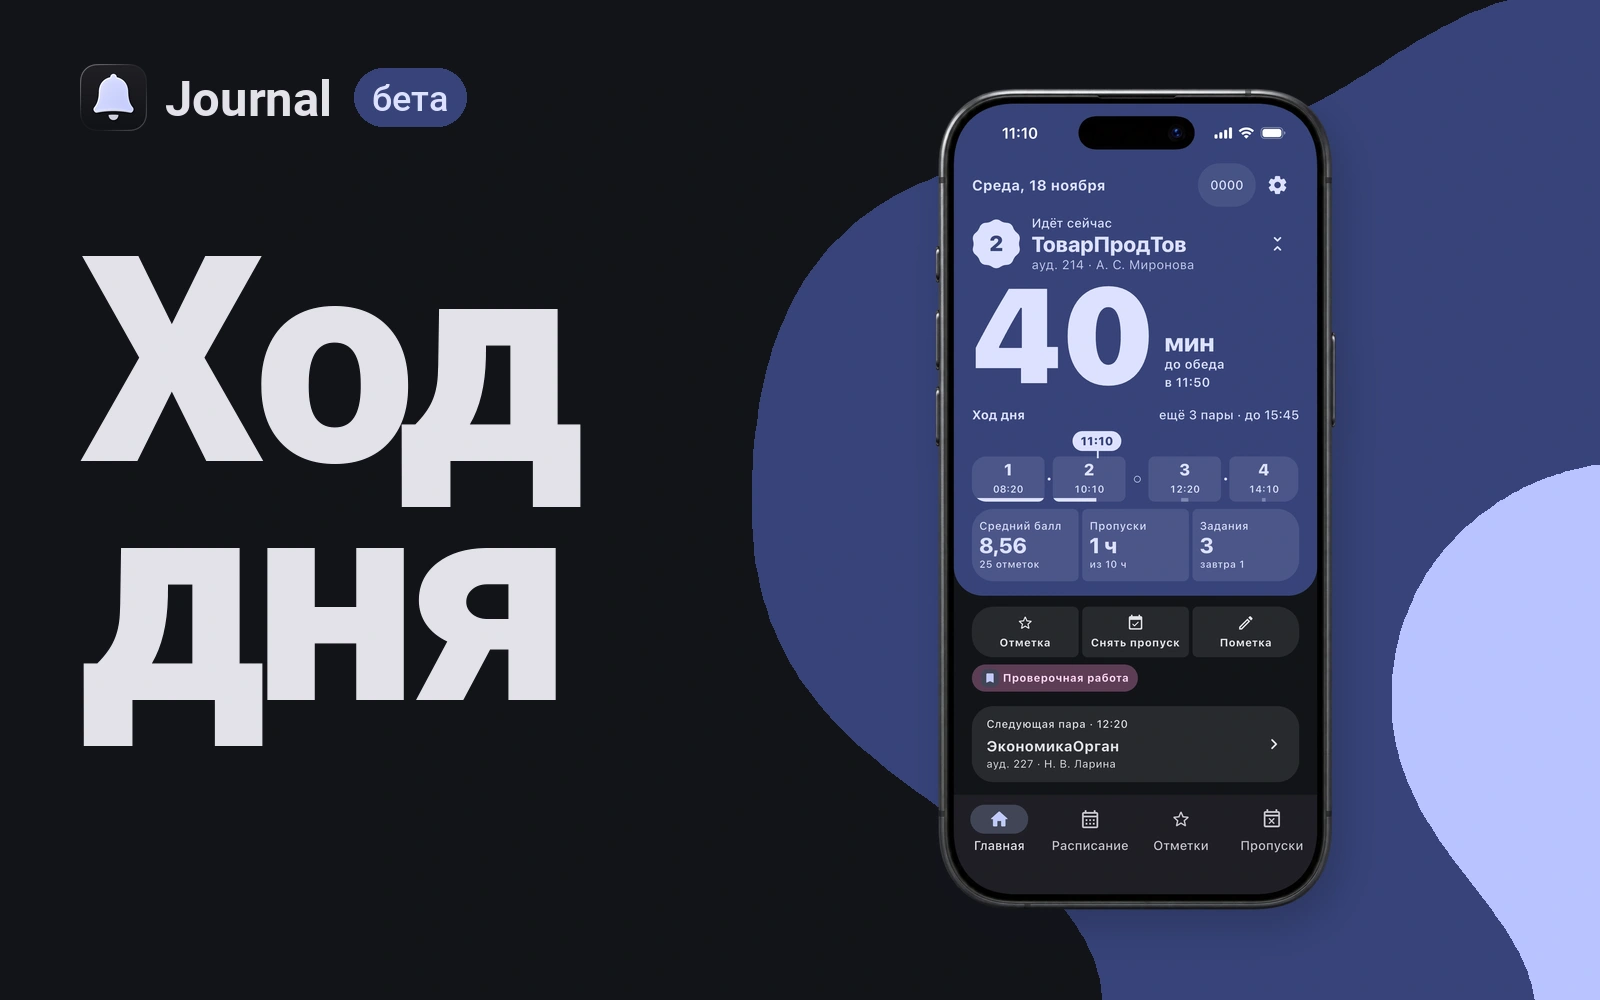 Journal бета
Ход
дня
11:10
Среда, 18 ноября 0000
Идёт сейчас
2 ТоварПродТов
ауд. 214 · А. С. Миронова
40 мин
до обеда
в 11:50
Ход дня ещё 3 пары · до 15:45
11:10
1 2 3 4
08:20 10:10 12:20 14:10
Средний балл Пропуски Задания
8,56 1 ч 3
25 отметок из 10 ч завтра 1
Отметка Снять пропуск Пометка
Проверочная работа
Следующая пара · 12:20
ЭкономикаОрган
ауд. 227 · Н. В. Ларина
Главная Расписание Отметки Пропуски